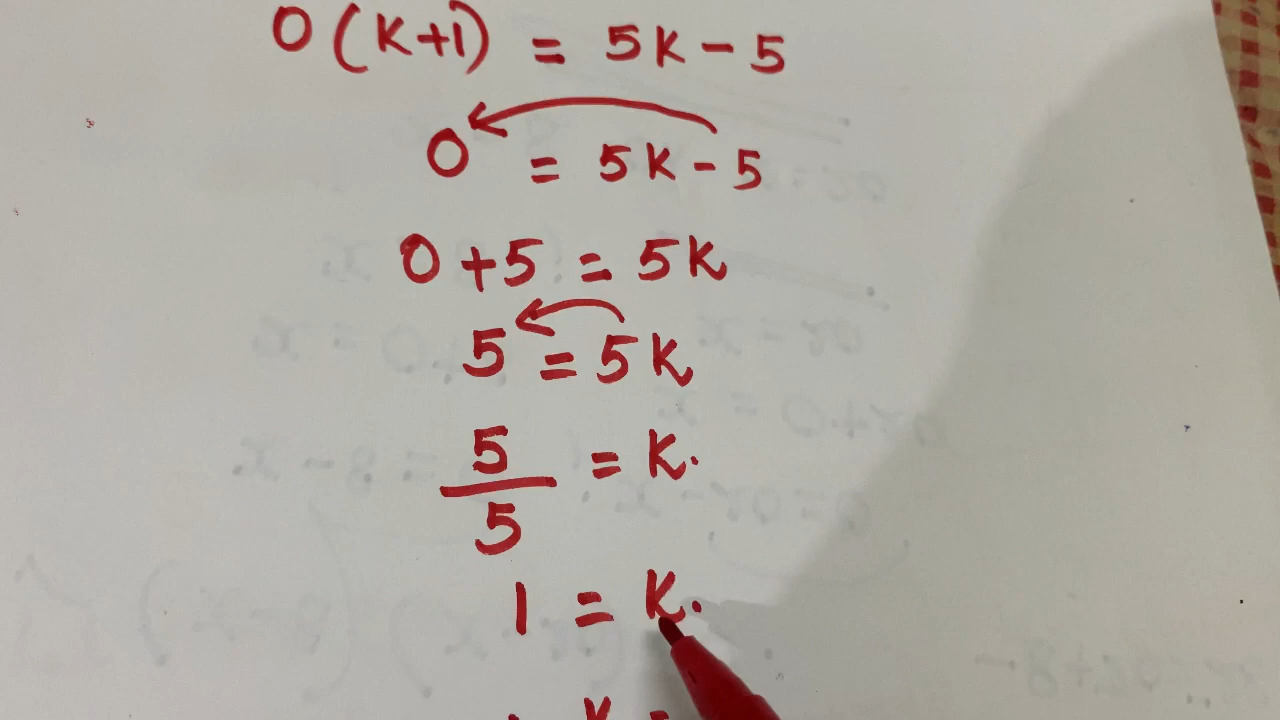 0(K+1) = 5K-5
0 = 5K-5
0+5 = 5K
5 = 5K
5/5 = K.
1 = K.
K =